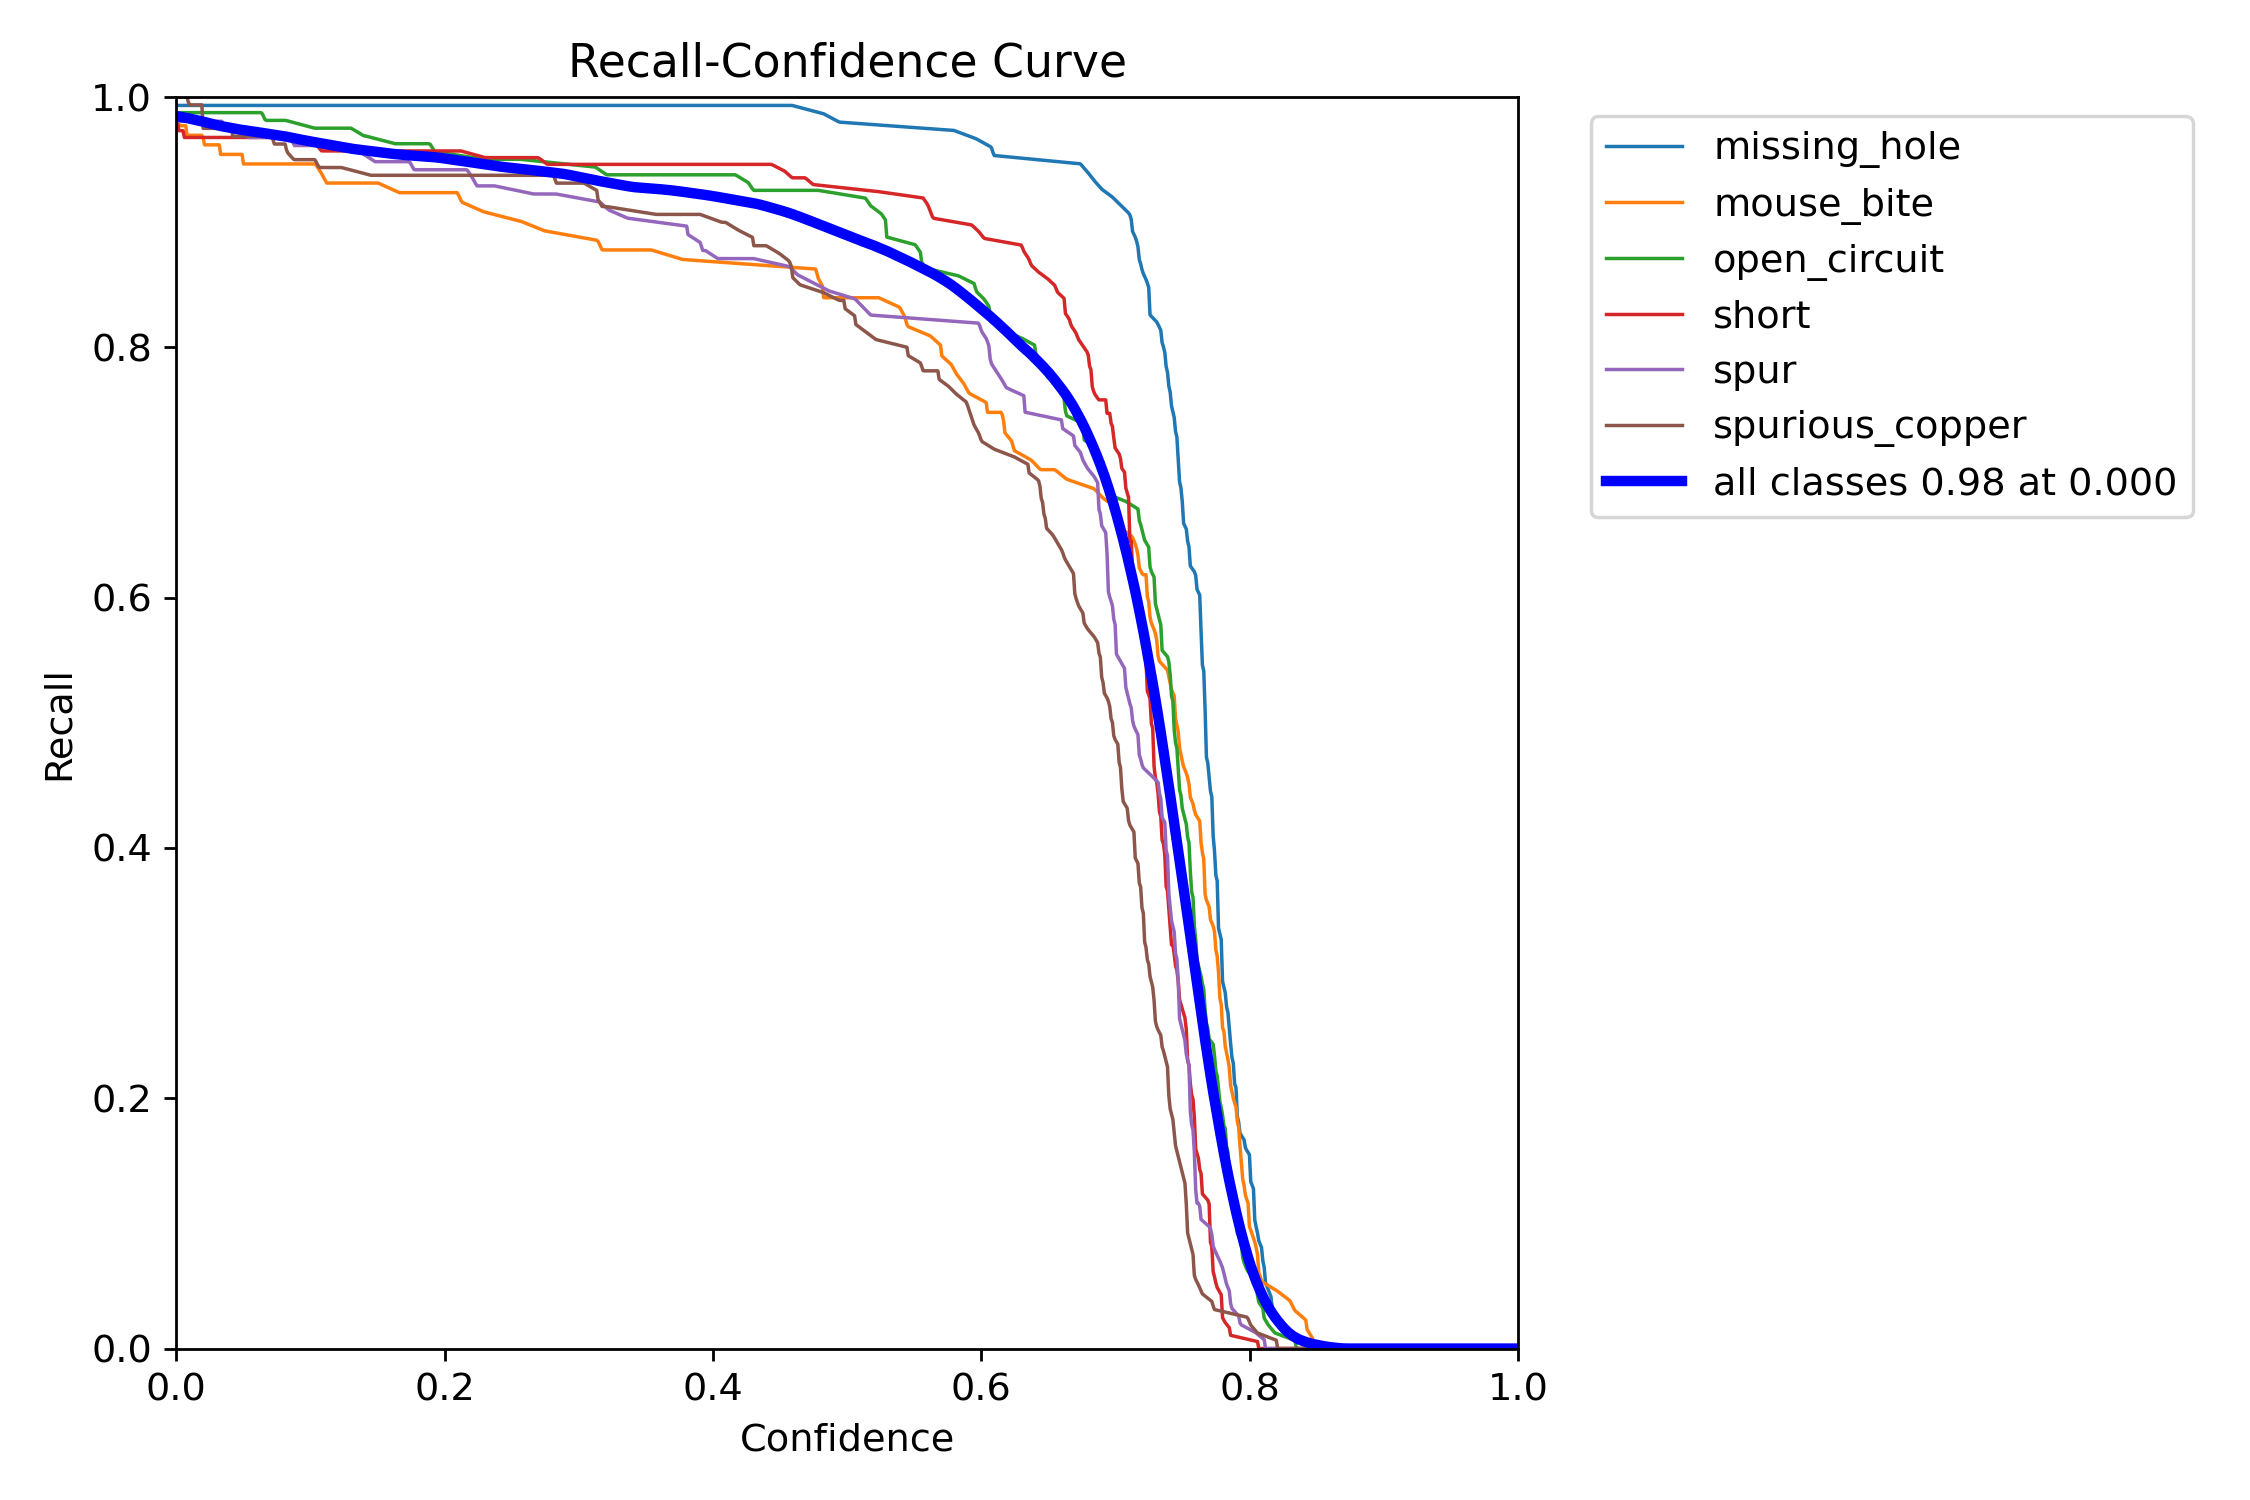 Recall-Confidence Curve
1.0
0.8
0.6
0.4
0.2
0.0
Recall
0.0 0.2 0.4 0.6 0.8 1.0
Confidence
missing_hole
mouse_bite
open_circuit
short
spur
spurious_copper
all classes 0.98 at 0.000